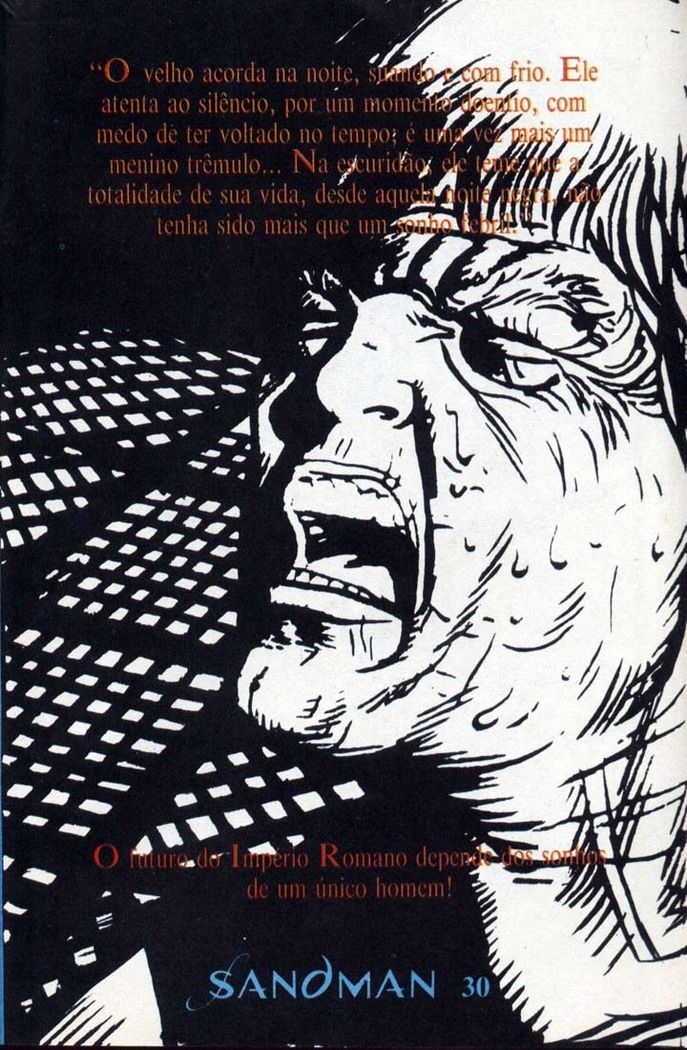 “O velho acorda na noite, suando e com frio. Ele
atenta ao silêncio, por um momento doentio, com
medo de ter voltado no tempo; é uma vez mais um
menino trêmulo... Na escuridão, ele teme que a
totalidade de sua vida, desde aquela noite negra, não
tenha sido mais que um sonho febril.”
O futuro do Império Romano depende dos sonhos
de um único homem!
SANDMAN 30